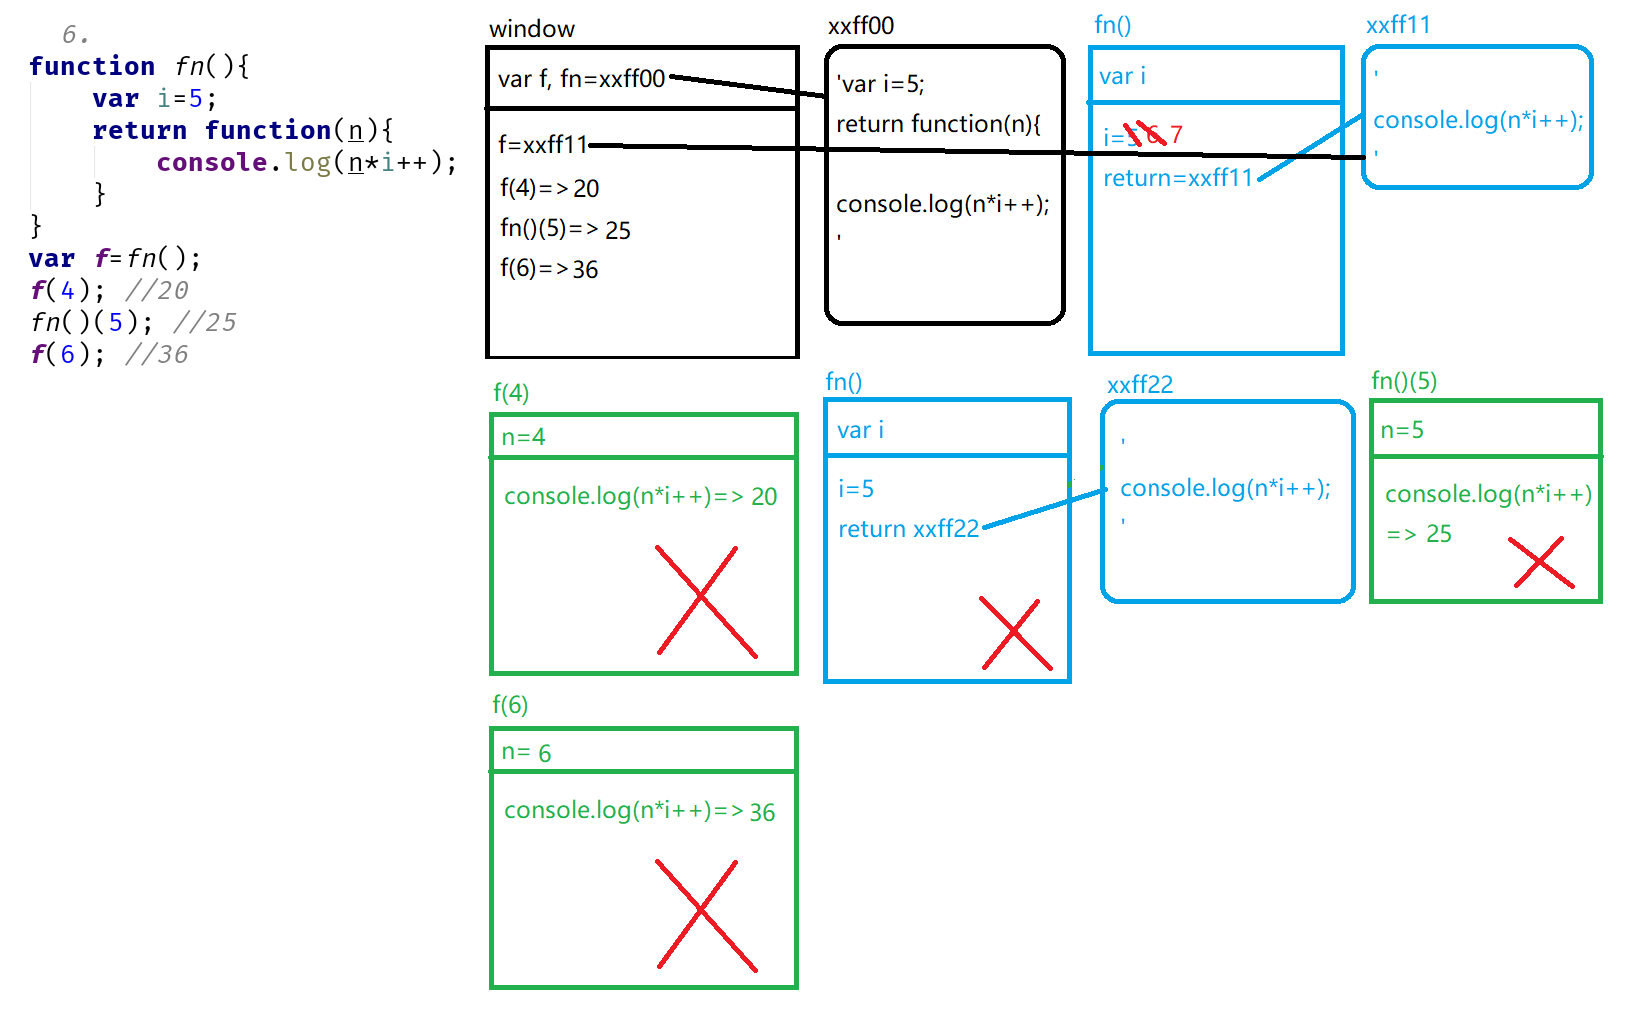 6.
function fn(){
var i=5;
return function(n){
console.log(n*i++);
}
}
var f=fn();
f(4); //20
fn()(5); //25
f(6); //36
window
var f, fn=xxff00
f=xxff11
f(4)=>20
fn()(5)=>25
f(6)=>36
xxff00
'var i=5;
return function(n){
console.log(n*i++);
'
fn()
var i
i=5 6 7
return=xxff11
xxff11
'
console.log(n*i++);
'
f(4)
n=4
console.log(n*i++)=>20
fn()
var i
i=5
return xxff22
xxff22
'
console.log(n*i++);
'
fn()(5)
n=5
console.log(n*i++)
=>25
f(6)
n= 6
console.log(n*i++)=>36